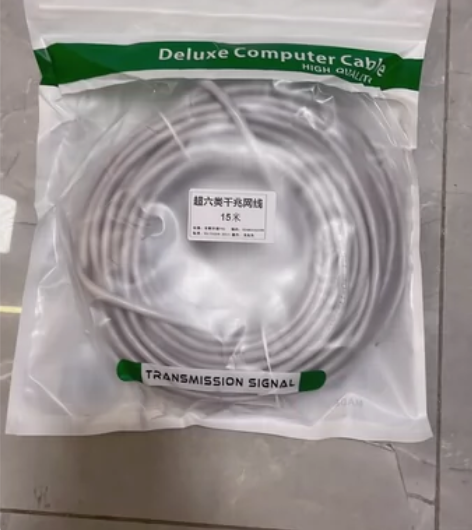 Deluxe Computer Cable
HIGH QUALITY
超六类千兆网线
15米
TRANSMISSION SIGNAL